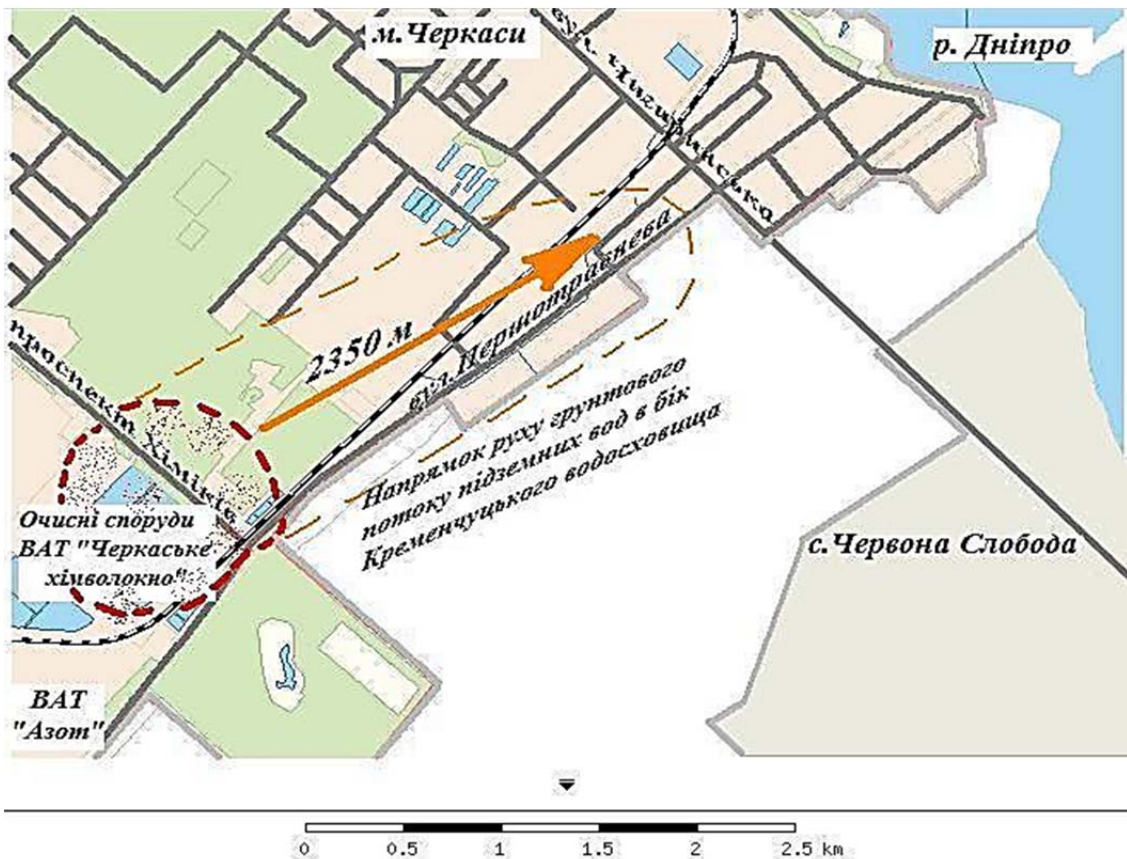 м.Черкаси
р. Дніпро
вул. Чигиринська
2350 м
вул.Першотравнева
проспект Хіміків
Напрямок руху грунтового
потоку підземних вод в бік
Кременчуцького водосховища
Очисні споруди
ВАТ "Черкаське
хімволокно"
с.Червона Слобода
ВАТ
"Азот"
0 0.5 1 1.5 2 2.5 km